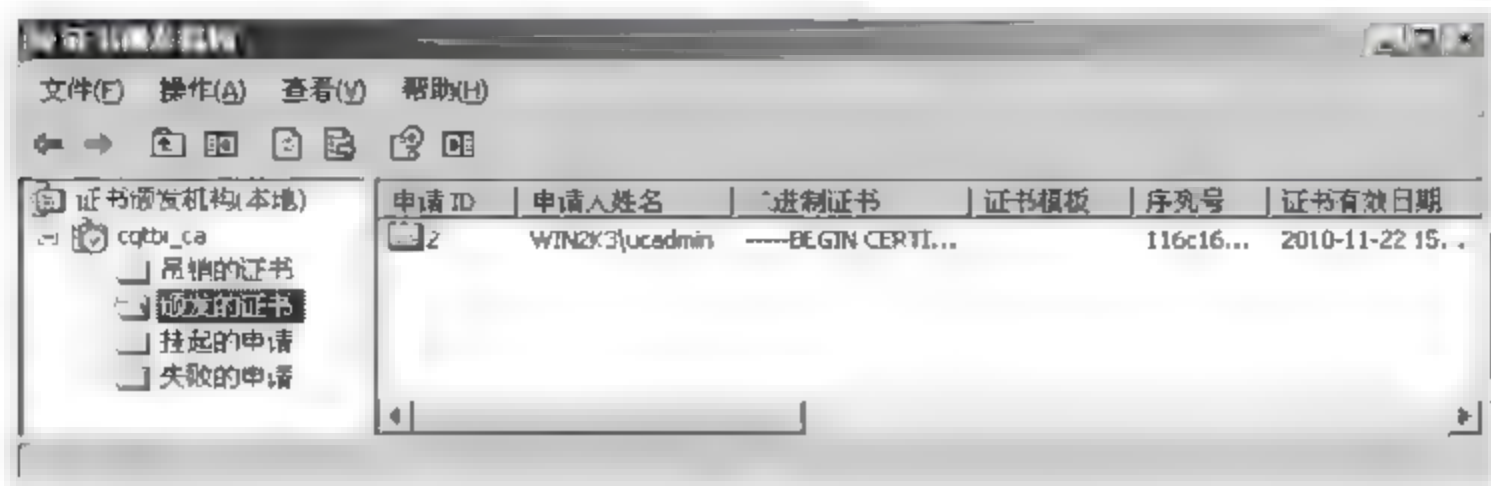 文件(F) 操作(A) 查看(V) 帮助(H)
证书颁发机构(本地)
cqtbi_ca
吊销的证书
颁发的证书
挂起的申请
失败的申请
申请 ID 申请人姓名 进制证书 证书模板 序列号 证书有效日期
2 WIN2K3\ucadmin -----BEGIN CERTI... 116c16... 2010-11-22 15...